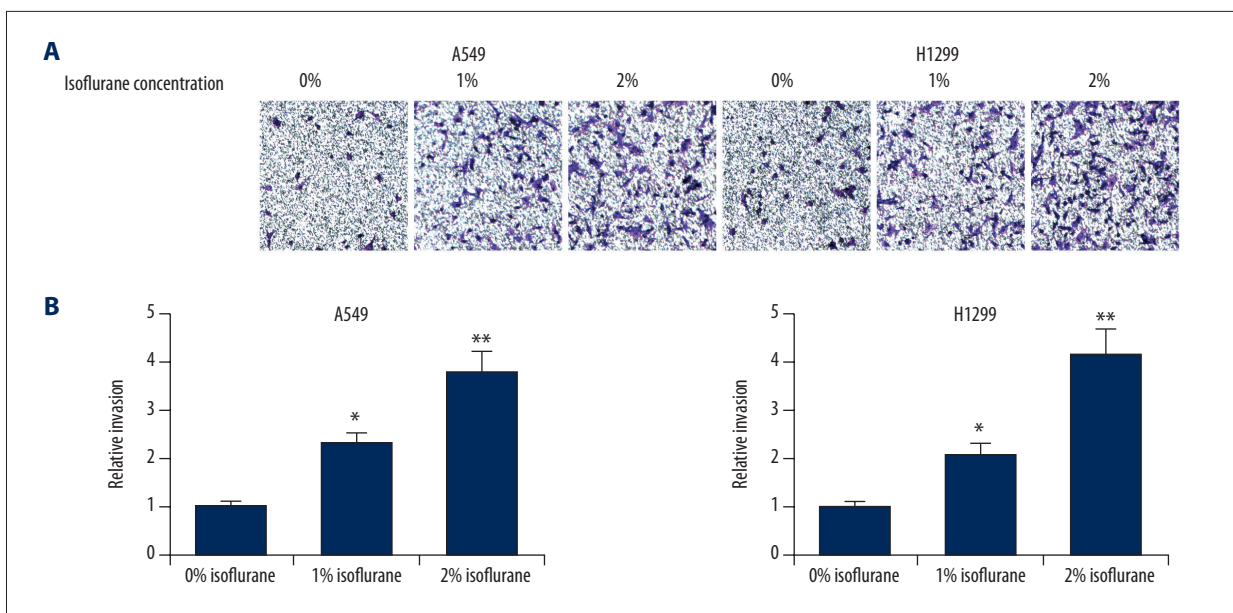 A
A549 H1299
Isoflurane concentration 0% 1% 2% 0% 1% 2%
B
A549
Relative invasion
5
4
3
2
1
0
*
**
0% isoflurane 1% isoflurane 2% isoflurane
H1299
Relative invasion
5
4
3
2
1
0
*
**
0% isoflurane 1% isoflurane 2% isoflurane